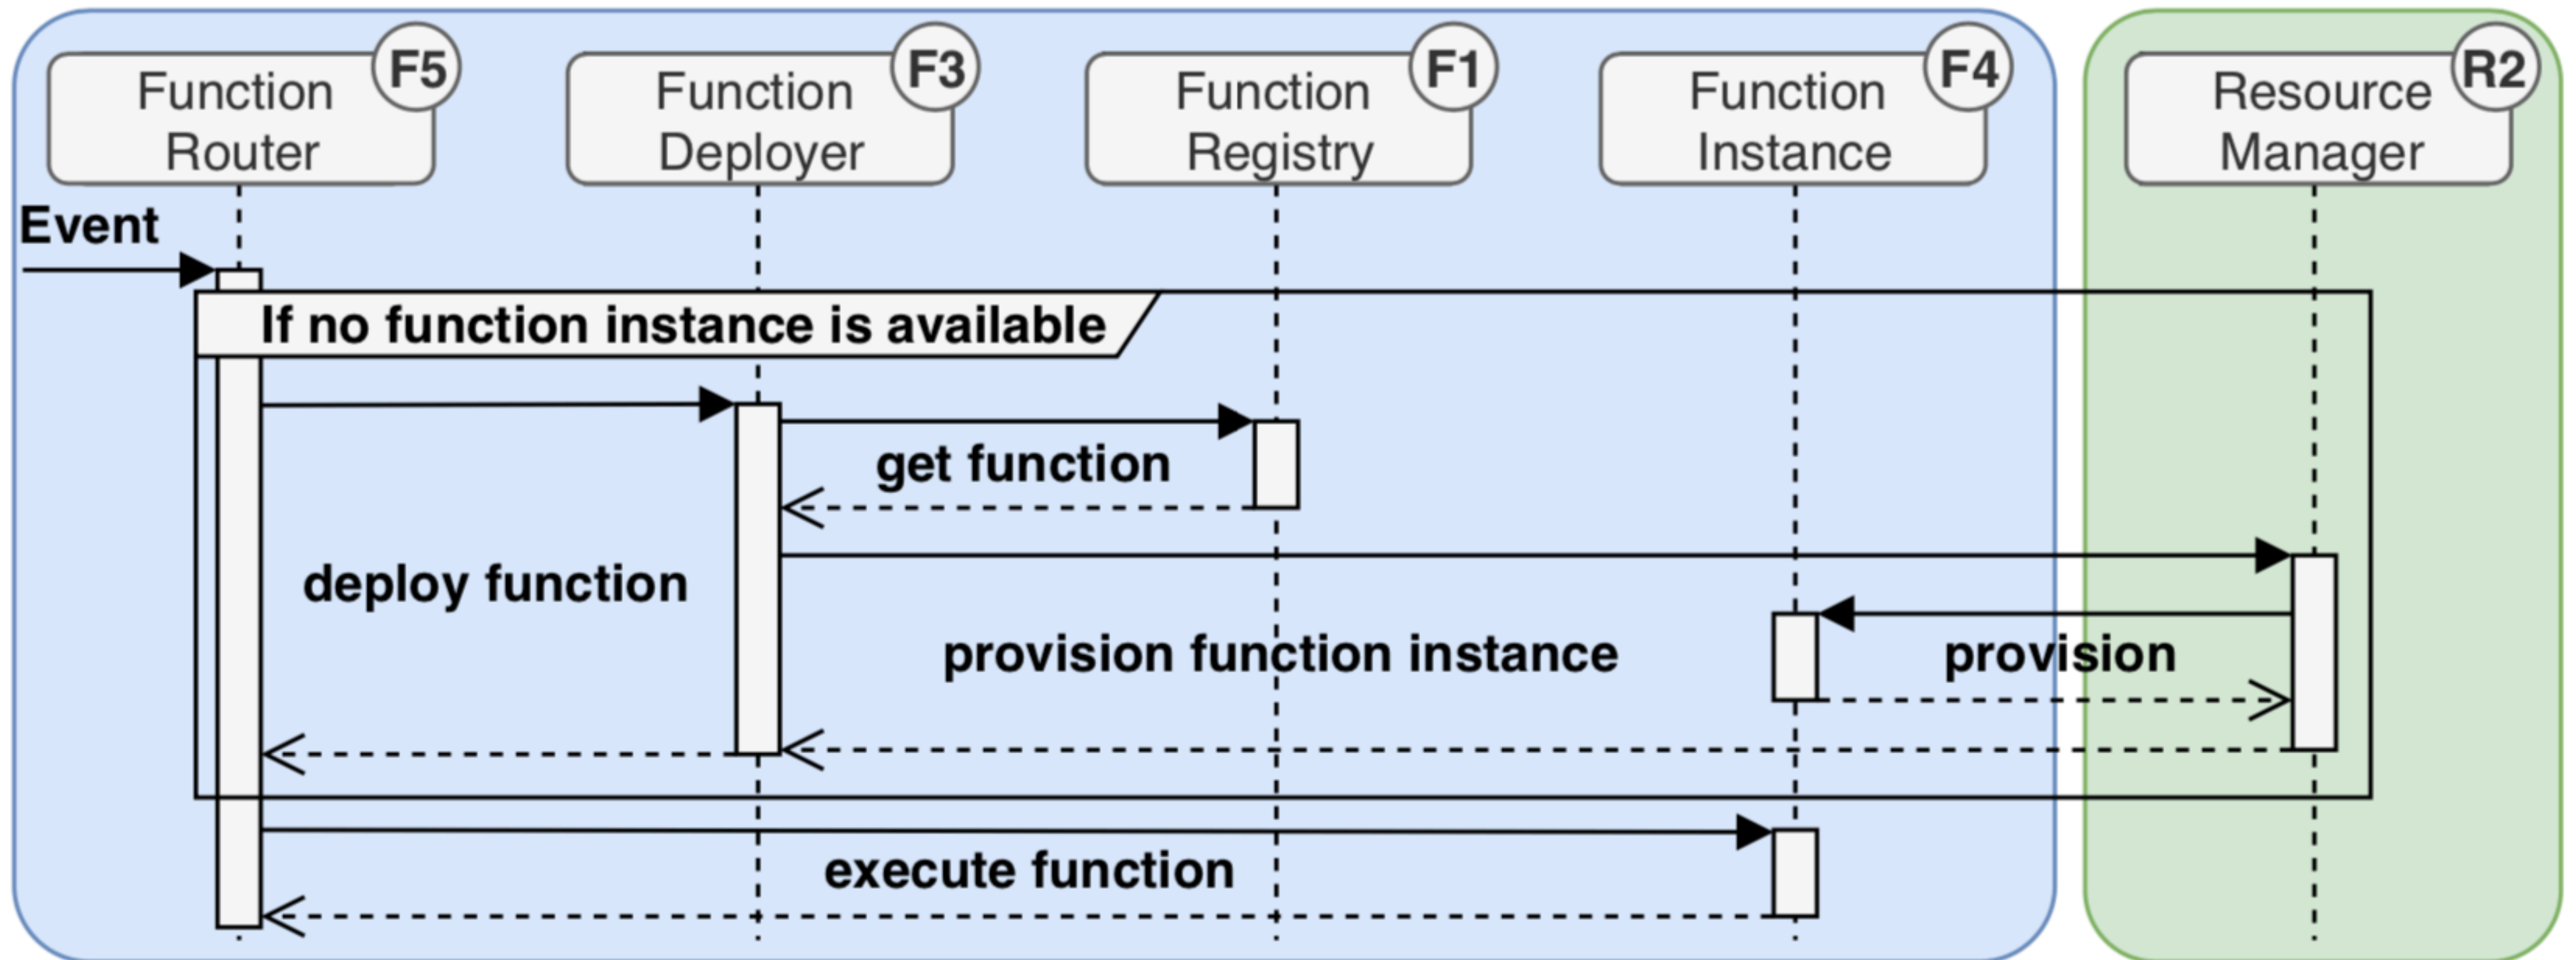 Function
Router
F5
Function
Deployer
F3
Function
Registry
F1
Function
Instance
F4
Resource
Manager
R2
Event
If no function instance is available
get function
deploy function
provision function instance
provision
execute function